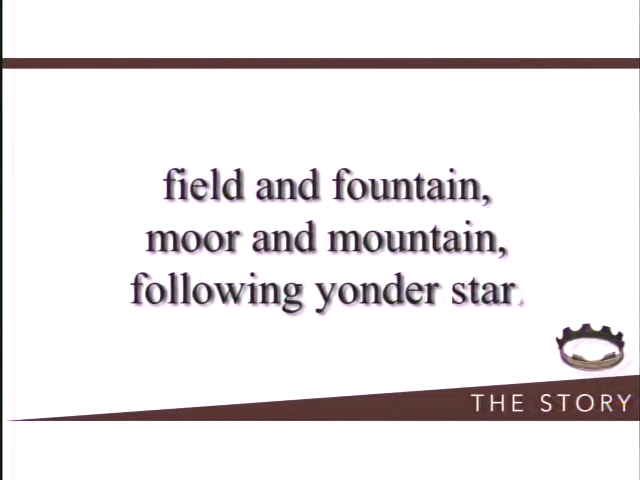 field and fountain,
moor and mountain,
following yonder star.
THE STORY